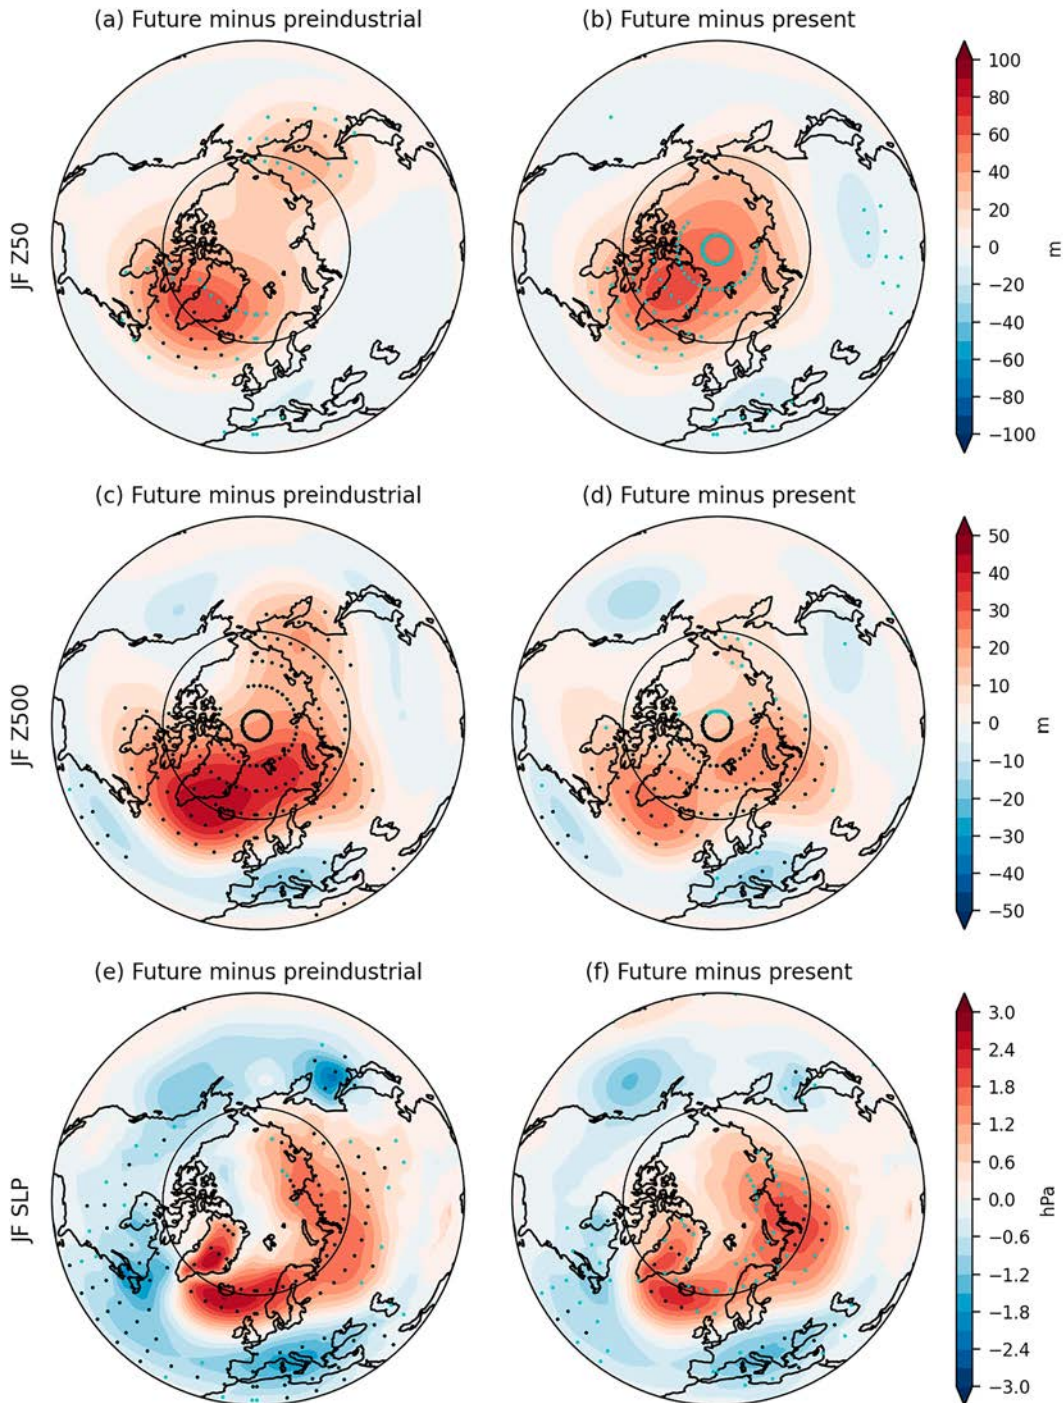 (a) Future minus preindustrial
(b) Future minus present
JF Z50
100
80
60
40
20
0
−20
−40
−60
−80
−100
m
(c) Future minus preindustrial
(d) Future minus present
JF Z500
50
40
30
20
10
0
−10
−20
−30
−40
−50
m
(e) Future minus preindustrial
(f) Future minus present
JF SLP
3.0
2.4
1.8
1.2
0.6
0.0
−0.6
−1.2
−1.8
−2.4
−3.0
hPa